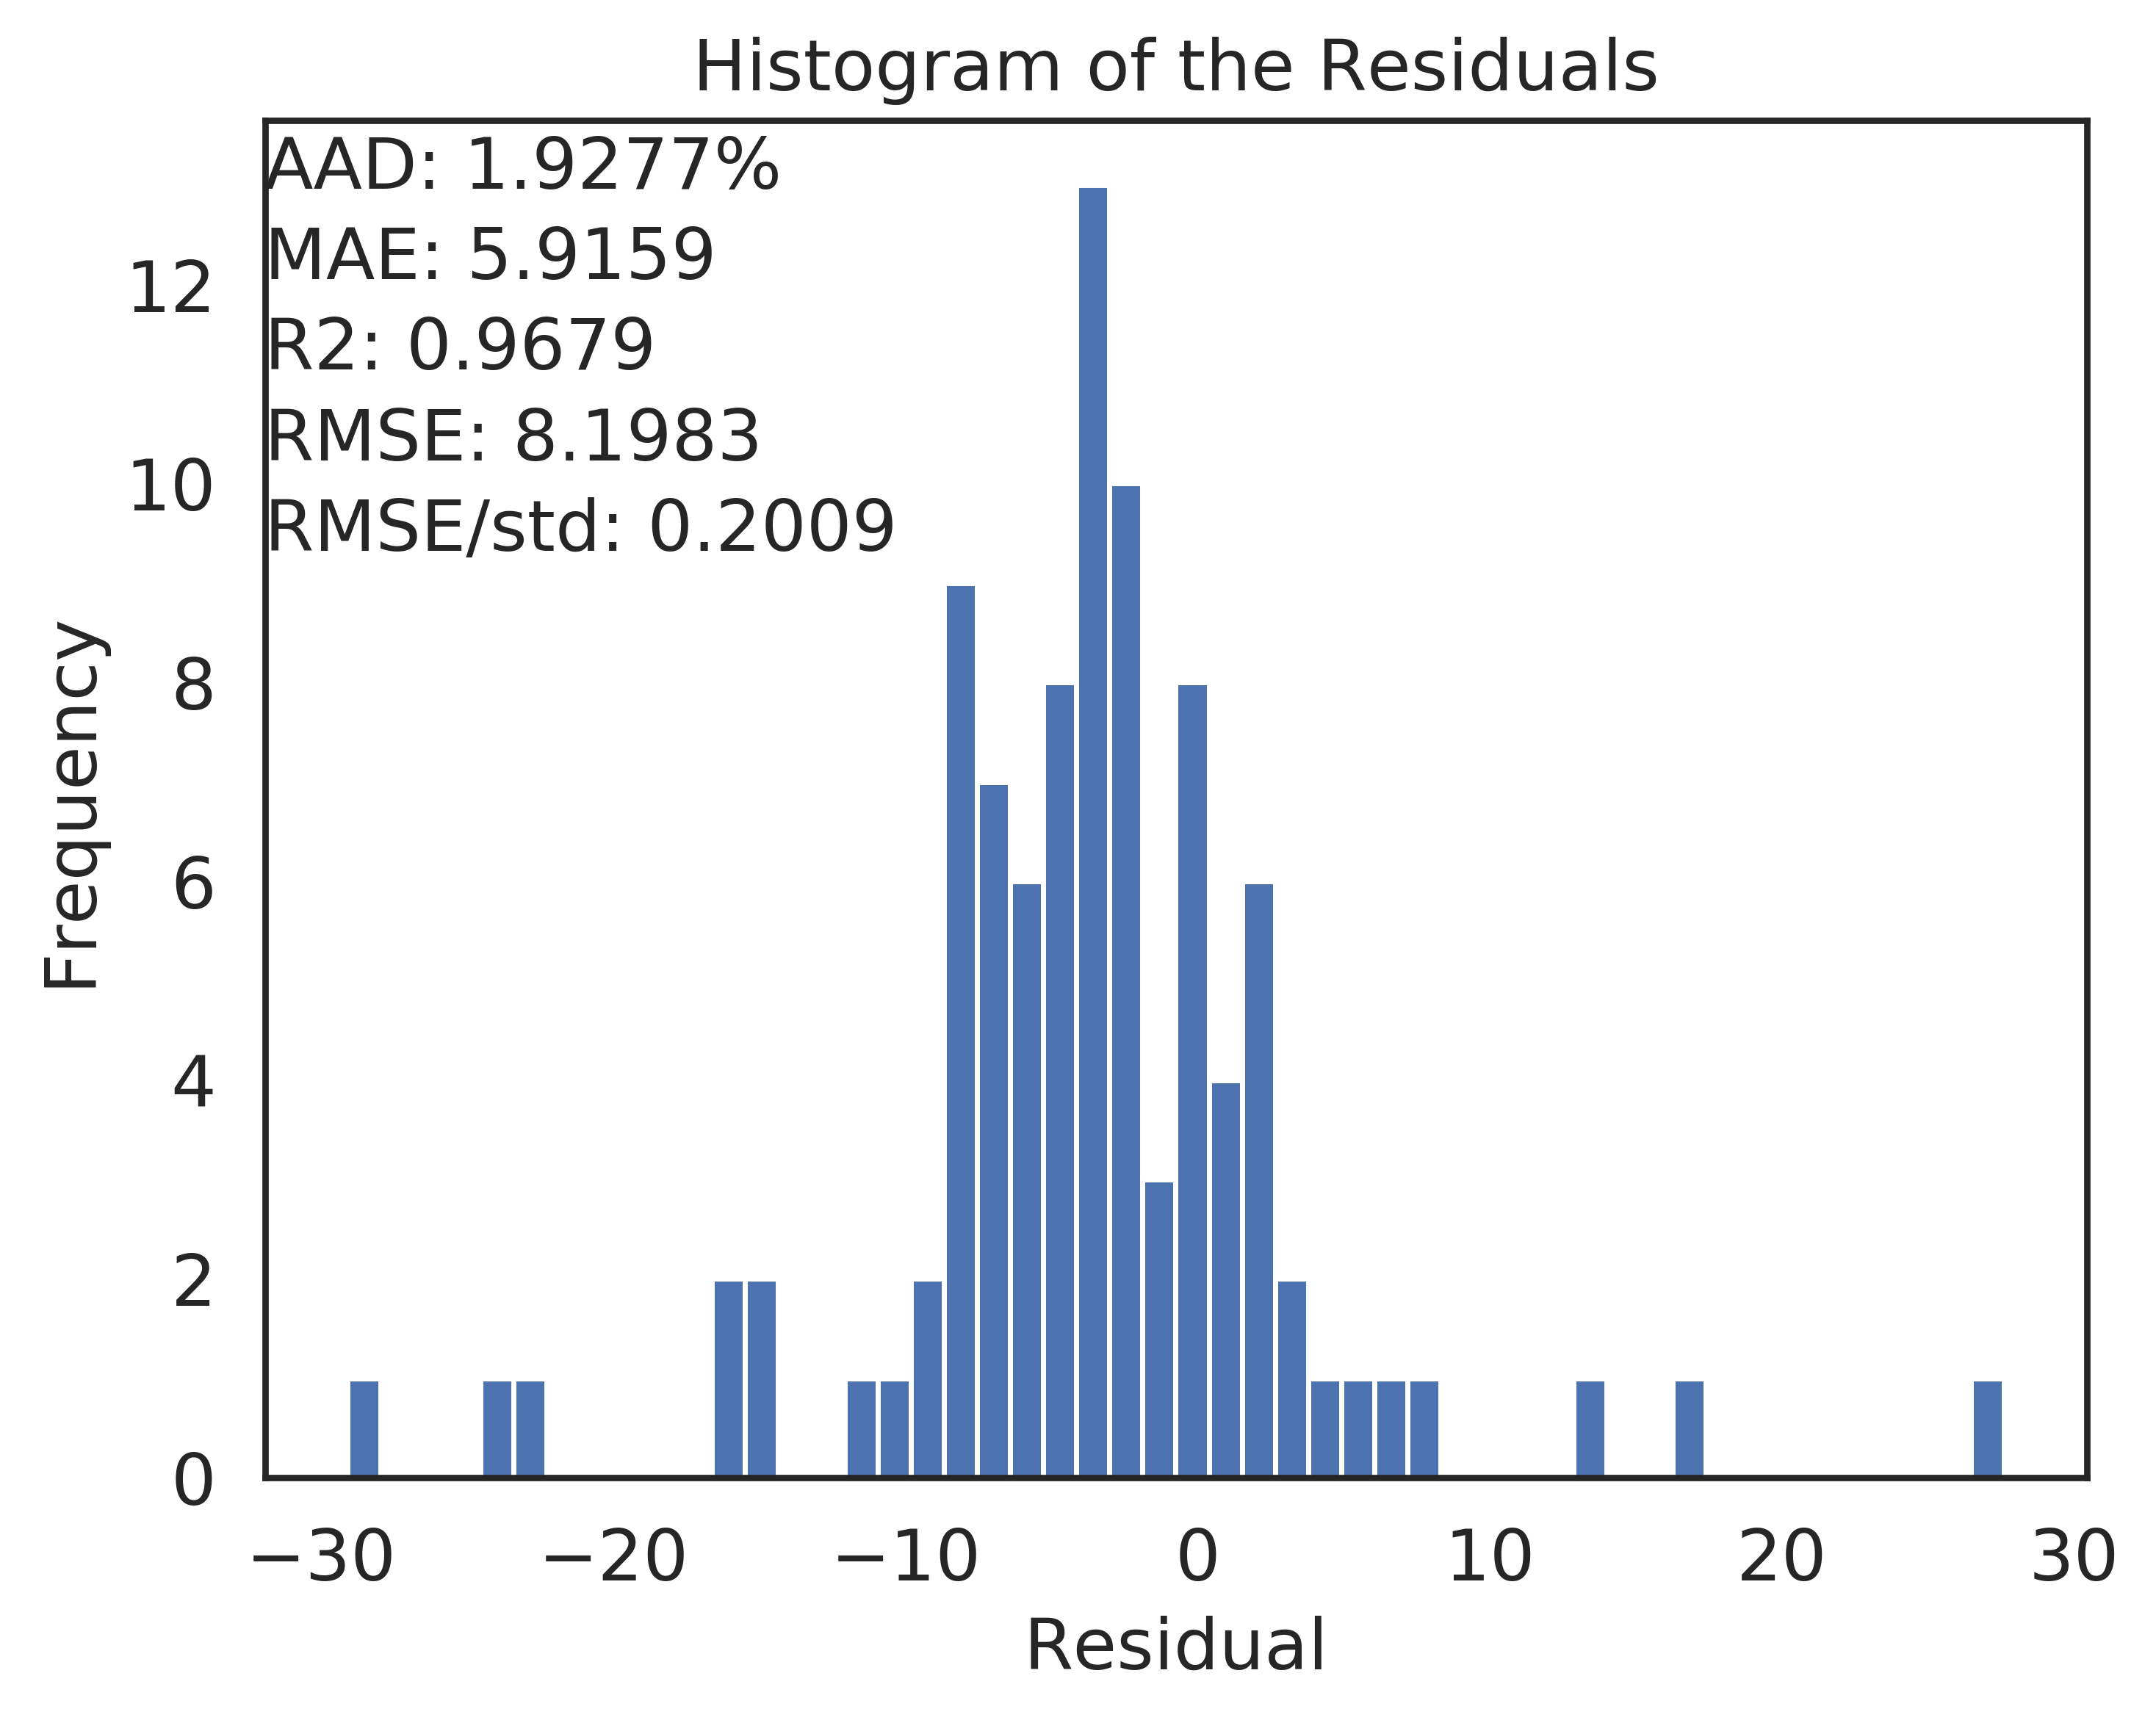 Histogram of the Residuals
AAD: 1.9277%
MAE: 5.9159
R2: 0.9679
RMSE: 8.1983
RMSE/std: 0.2009
Frequency
12
10
8
6
4
2
0
−30 −20 −10 0 10 20 30
Residual